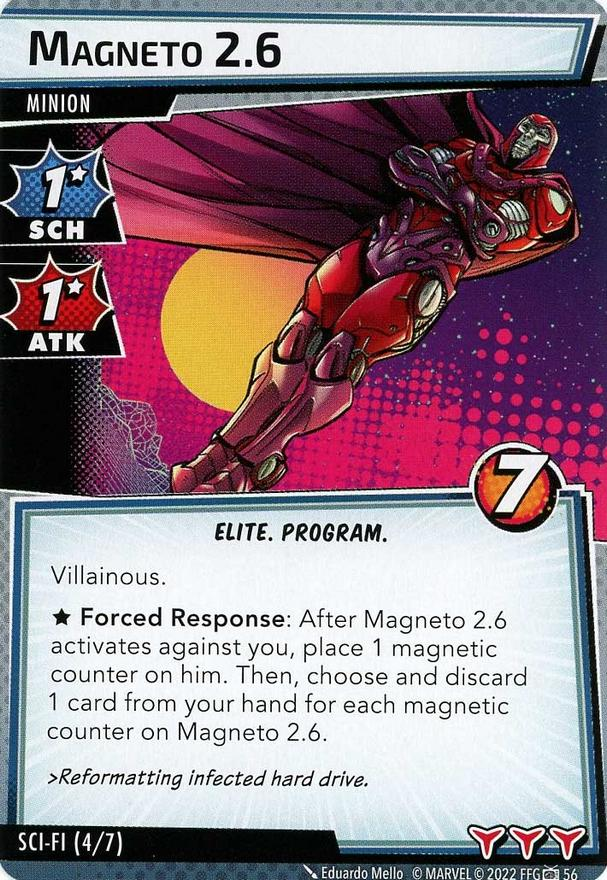 MAGNETO 2.6
MINION
1★
SCH
1★
ATK
7
ELITE. PROGRAM.
Villainous.
★ Forced Response: After Magneto 2.6
activates against you, place 1 magnetic
counter on him. Then, choose and discard
1 card from your hand for each magnetic
counter on Magneto 2.6.
>Reformatting infected hard drive.
SCI-FI (4/7)
Eduardo Mello © MARVEL © 2022 FFG 56